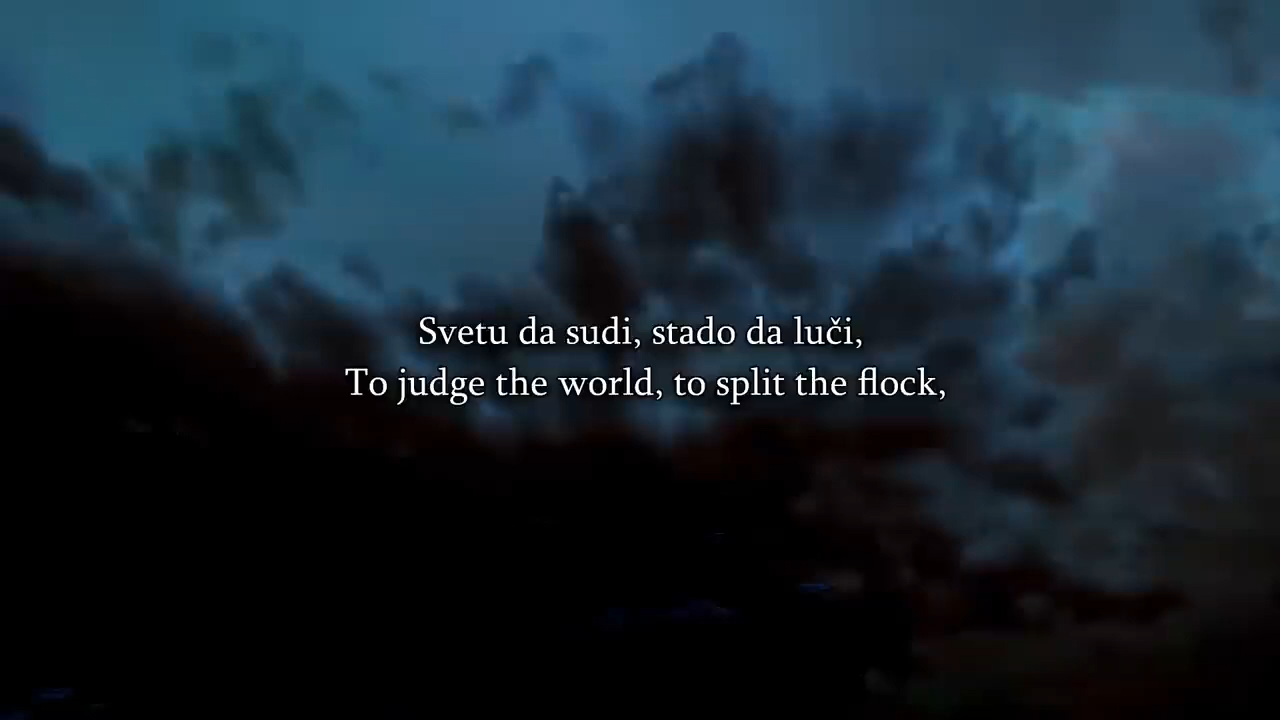 Svetu da sudi, stado da luči,
To judge the world, to split the flock,